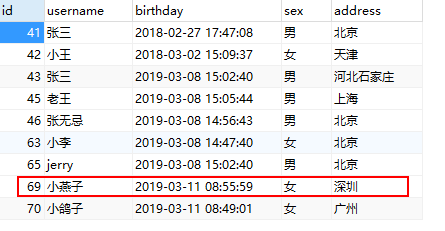 id username birthday sex address
41 张三 2018-02-27 17:47:08 男 北京
42 小王 2018-03-02 15:09:37 女 天津
43 张三 2019-03-08 15:02:40 男 河北石家庄
45 老王 2019-03-08 15:05:44 男 上海
46 张无忌 2019-03-08 14:56:43 男 北京
63 小李 2019-03-08 14:47:40 女 北京
65 jerry 2019-03-08 15:02:40 男 北京
69 小燕子 2019-03-11 08:55:59 女 深圳
70 小鸽子 2019-03-11 08:49:01 女 广州